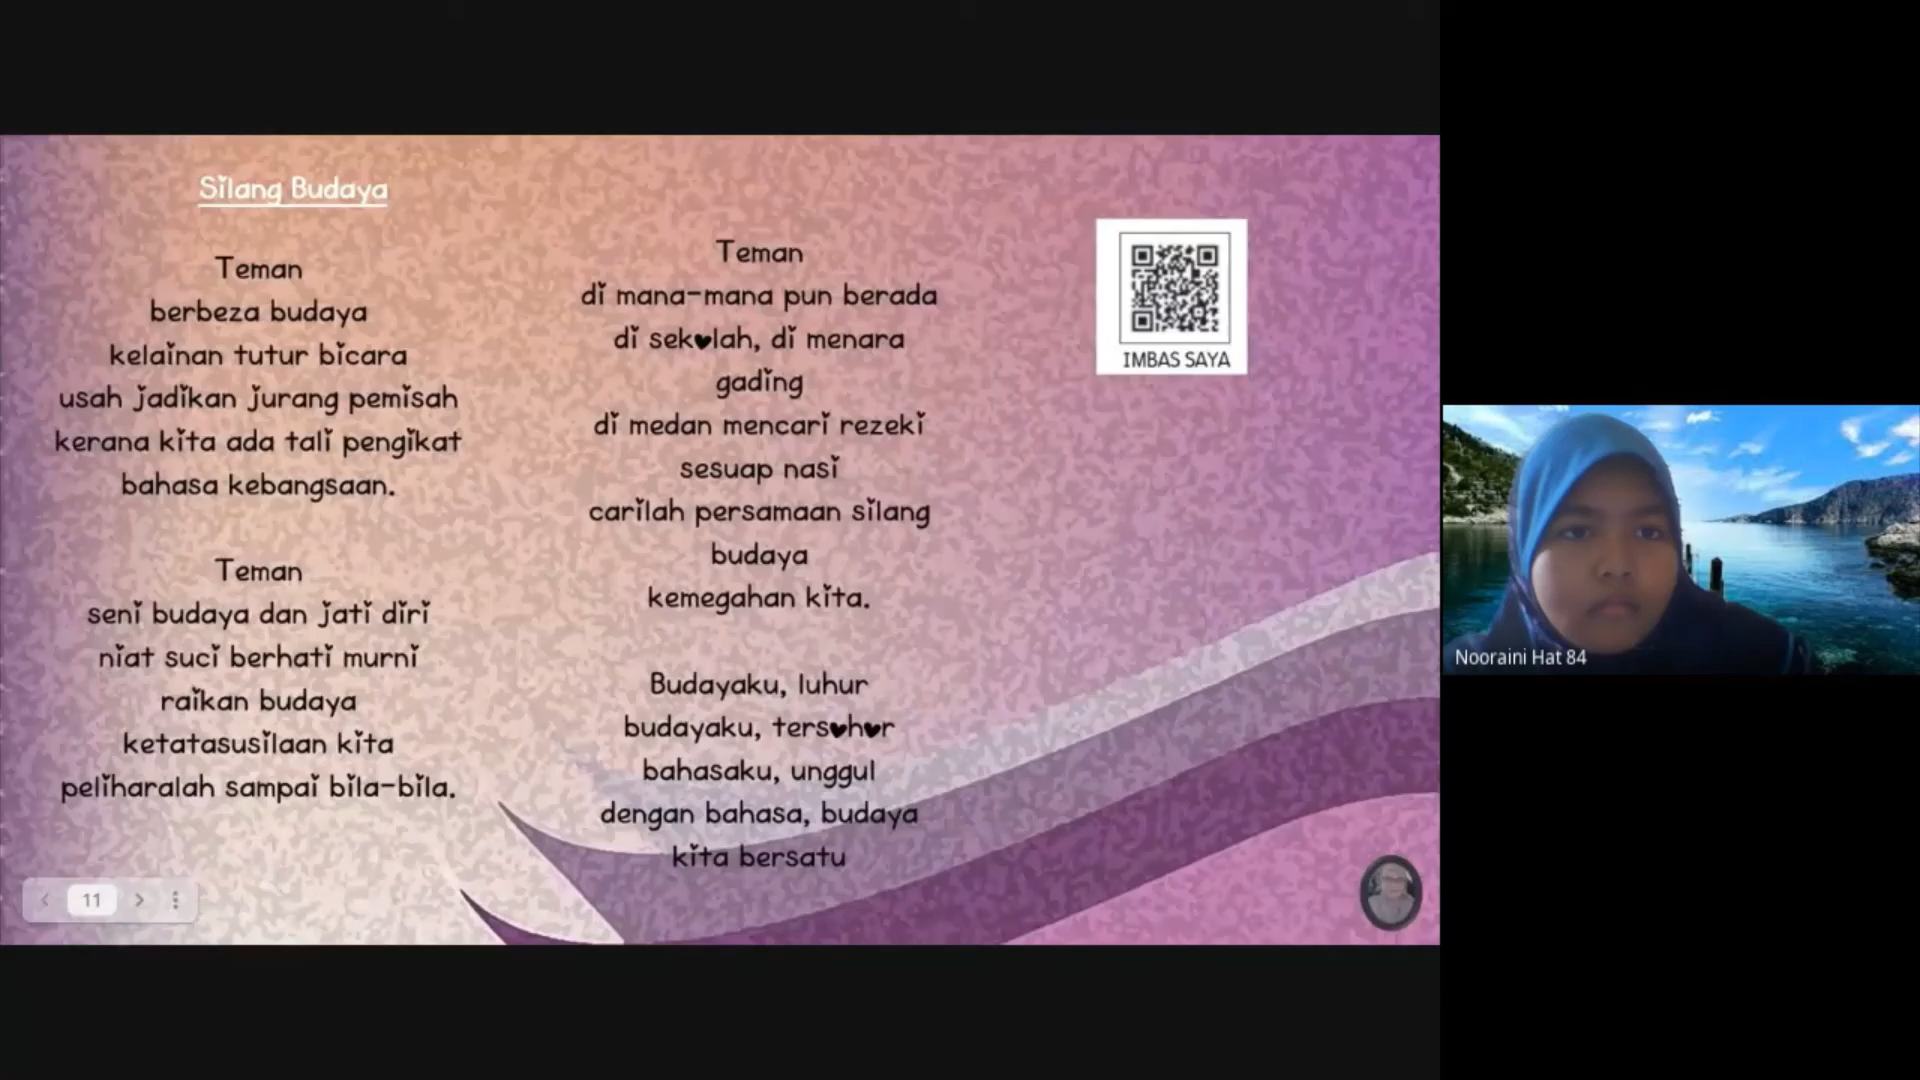 Silang Budaya
Teman
berbeza budaya
kelainan tutur bicara
usah jadikan jurang pemisah
kerana kita ada tali pengikat
bahasa kebangsaan.
Teman
seni budaya dan jati diri
niat suci berhati murni
raikan budaya
ketatasusilaan kita
peliharalah sampai bila-bila.
Teman
di mana-mana pun berada
di sek♥lah, di menara
gading
di medan mencari rezeki
sesuap nasi
carilah persamaan silang
budaya
kemegahan kita.
Budayaku, luhur
budayaku, ters♥h♥r
bahasaku, unggul
dengan bahasa, budaya
kita bersatu
IMBAS SAYA
11
Nooraini Hat 84